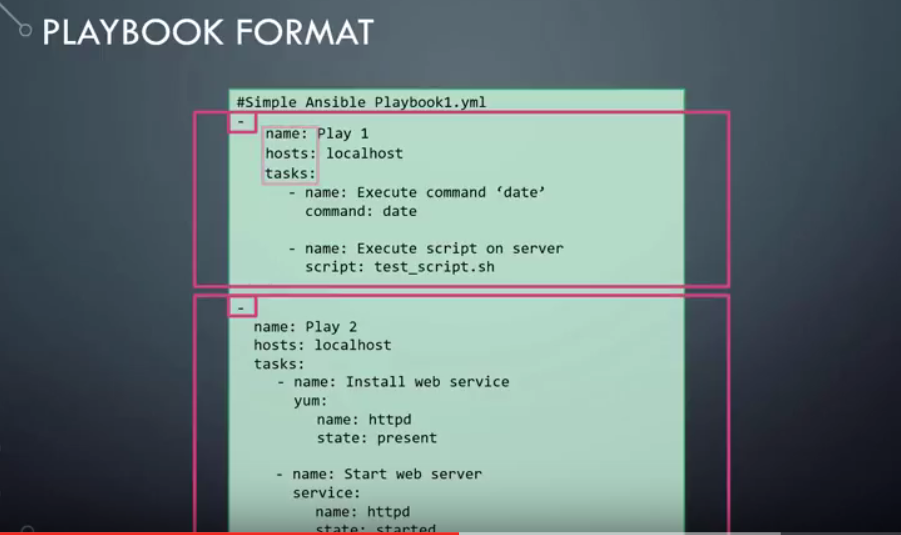 PLAYBOOK FORMAT
#Simple Ansible Playbook1.yml
-
name: Play 1
hosts: localhost
tasks:
- name: Execute command ‘date’
command: date
- name: Execute script on server
script: test_script.sh
-
name: Play 2
hosts: localhost
tasks:
- name: Install web service
yum:
name: httpd
state: present
- name: Start web server
service:
name: httpd
state: started